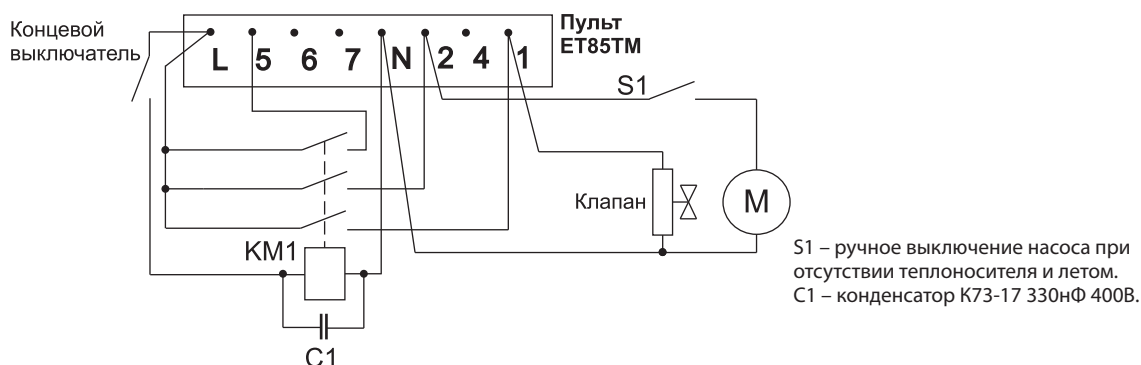 Концевой
выключатель
Пульт
ET85TM
L 5 6 7 N 2 4 1
S1
Клапан
M
KM1
C1
S1 – ручное выключение насоса при
отсутствии теплоносителя и летом.
С1 – конденсатор К73-17 330нФ 400В.